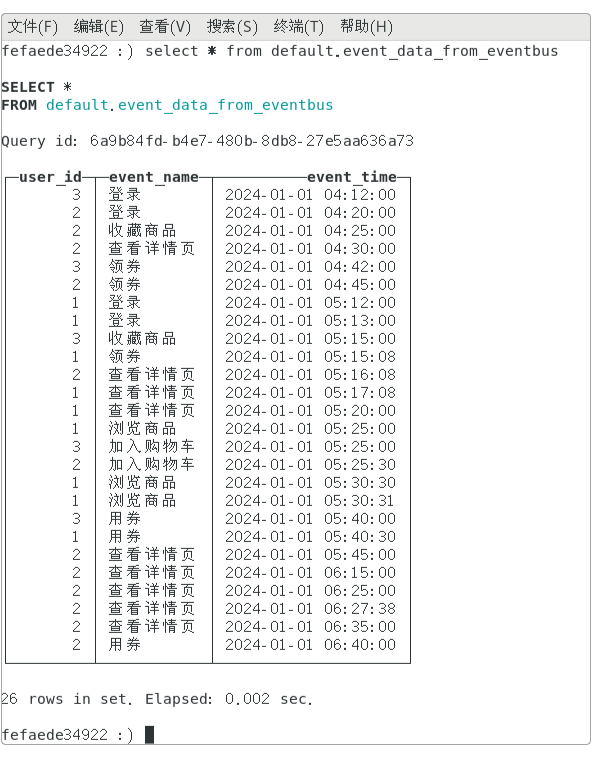 文件(F) 编辑(E) 查看(V) 搜索(S) 终端(T) 帮助(H)
fefaede34922 :) select * from default.event_data_from_eventbus
SELECT *
FROM default.event_data_from_eventbus
Query id: 6a9b84fd-b4e7-480b-8db8-27e5aa636a73
user_id event_name event_time
3 登录 2024-01-01 04:12:00
2 登录 2024-01-01 04:20:00
2 收藏商品 2024-01-01 04:25:00
2 查看详情页 2024-01-01 04:30:00
3 领券 2024-01-01 04:42:00
2 领券 2024-01-01 04:45:00
1 登录 2024-01-01 05:12:00
1 登录 2024-01-01 05:13:00
3 收藏商品 2024-01-01 05:15:00
1 领券 2024-01-01 05:15:08
2 查看详情页 2024-01-01 05:16:08
1 查看详情页 2024-01-01 05:17:08
1 查看详情页 2024-01-01 05:20:00
1 浏览商品 2024-01-01 05:25:00
3 加入购物车 2024-01-01 05:25:00
2 加入购物车 2024-01-01 05:25:30
1 浏览商品 2024-01-01 05:30:30
1 浏览商品 2024-01-01 05:30:31
3 用券 2024-01-01 05:40:00
1 用券 2024-01-01 05:40:30
2 查看详情页 2024-01-01 05:45:00
2 查看详情页 2024-01-01 06:15:00
2 查看详情页 2024-01-01 06:25:00
2 查看详情页 2024-01-01 06:27:38
2 查看详情页 2024-01-01 06:35:00
2 用券 2024-01-01 06:40:00
26 rows in set. Elapsed: 0.002 sec.
fefaede34922 :)